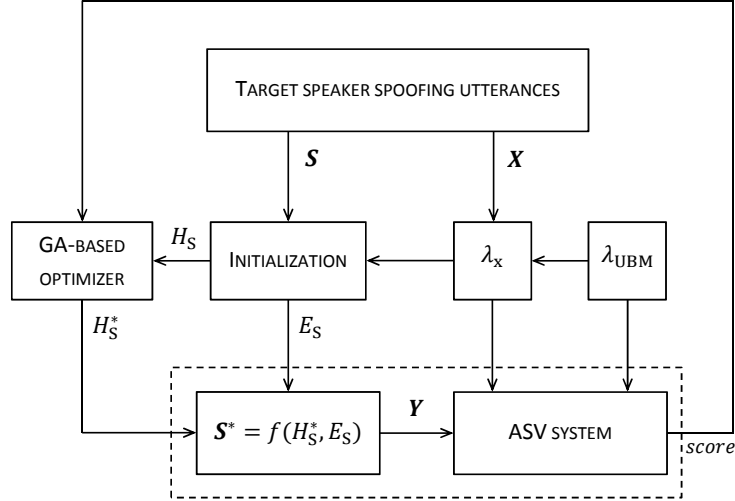 TARGET SPEAKER SPOOFING UTTERANCES
S
X
GA-BASED
OPTIMIZER
H_S
INITIALIZATION
λ_x
λ_UBM
H*_S
E_S
S* = f(H*_S, E_S)
Y
ASV SYSTEM
score